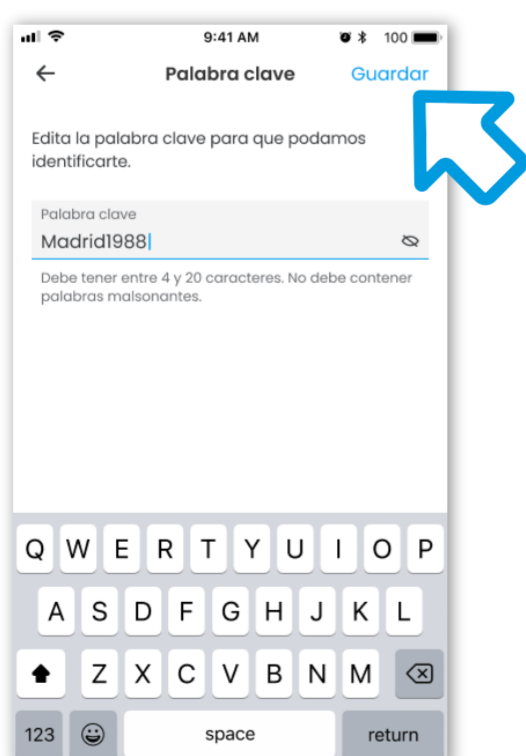 9:41 AM 100
Palabra clave Guardar
Edita la palabra clave para que podamos
identificarte.
Palabra clave
Madrid1988
Debe tener entre 4 y 20 caracteres. No debe contener
palabras malsonantes.
Q W E R T Y U I O P
A S D F G H J K L
Z X C V B N M
123 space return